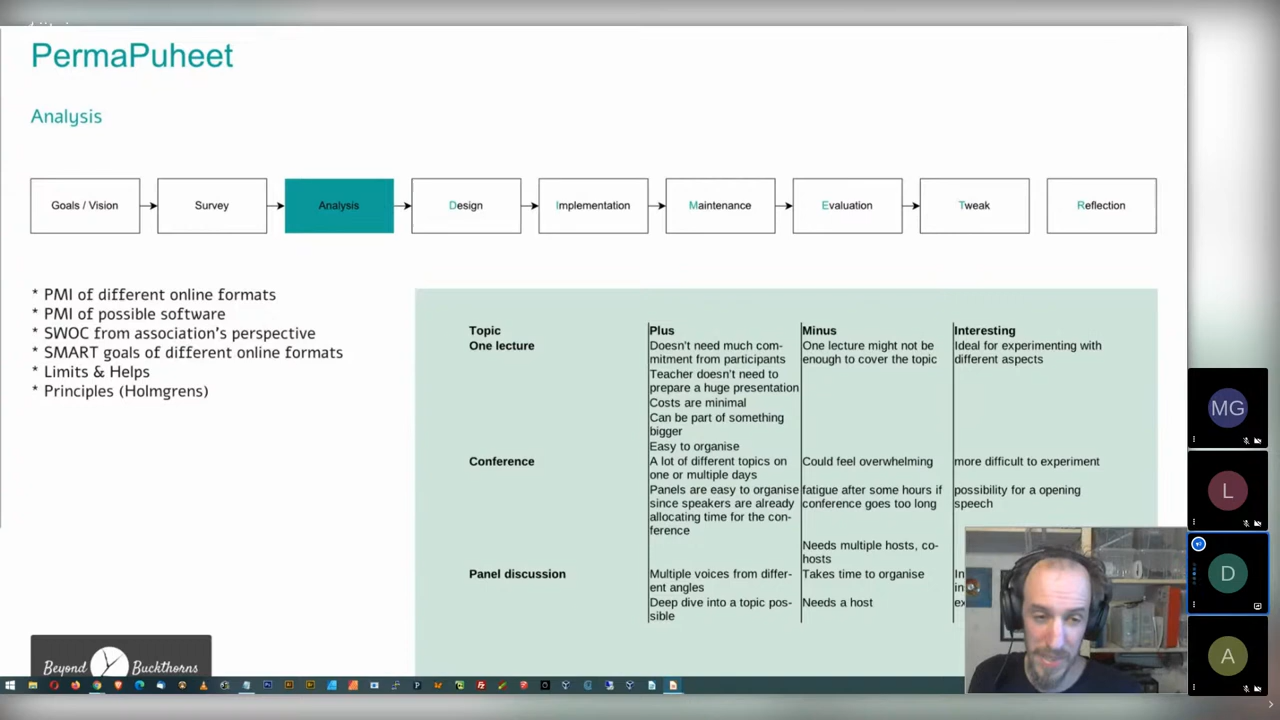 PermaPuheet
Analysis
Goals / Vision
Survey
Analysis
Design
Implementation
Maintenance
Evaluation
Tweak
Reflection
* PMI of different online formats
* PMI of possible software
* SWOC from association's perspective
* SMART goals of different online formats
* Limits & Helps
* Principles (Holmgrens)
Topic Plus Minus Interesting
One lecture
Doesn't need much com-
mitment from participants
Teacher doesn't need to
prepare a huge presentation
Costs are minimal
Can be part of something
bigger
Easy to organise
One lecture might not be
enough to cover the topic
Ideal for experimenting with
different aspects
Conference
A lot of different topics on
one or multiple days
Panels are easy to organise
since speakers are already
allocating time for the con-
ference
Could feel overwhelming
fatigue after some hours if
conference goes too long
Needs multiple hosts, co-
hosts
more difficult to experiment
possibility for a opening
speech
Panel discussion
Multiple voices from differ-
ent angles
Deep dive into a topic pos-
sible
Takes time to organise
Needs a host
In
in
ex
Beyond Buckthorns
MG
L
D
A